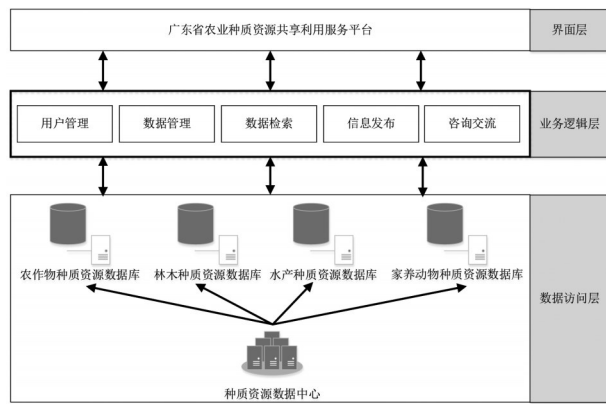 广东省农业种质资源共享利用服务平台
界面层
用户管理
数据管理
数据检索
信息发布
咨询交流
业务逻辑层
农作物种质资源数据库
林木种质资源数据库
水产种质资源数据库
家养动物种质资源数据库
数据访问层
种质资源数据中心